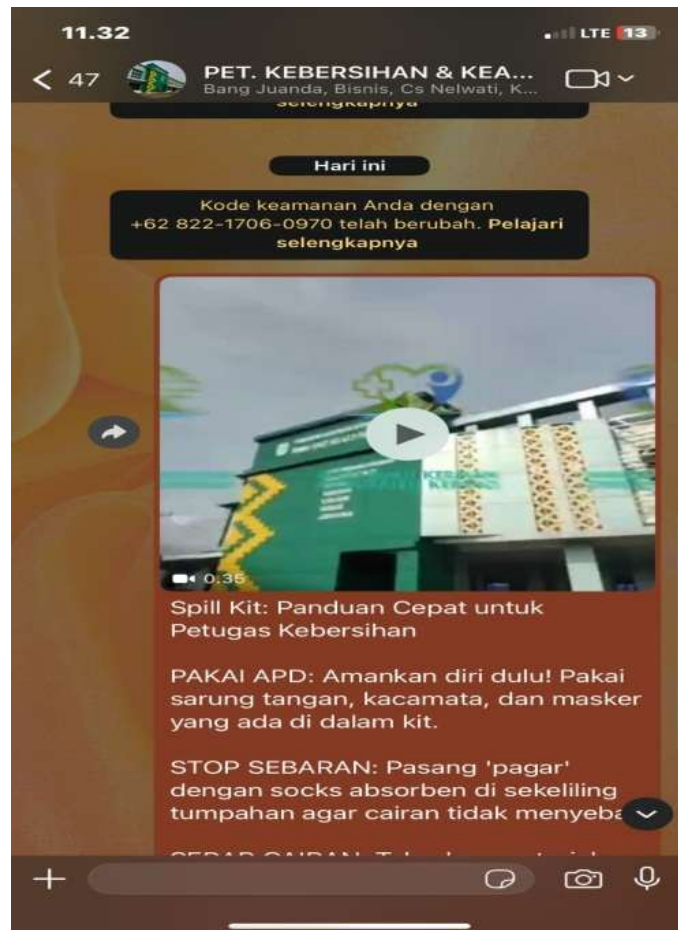 11.32
LTE 13
47
PET. KEBERSIHAN & KEA...
Bang Juanda, Bisnis, Cs Nelwati, K...
selengkapnya
Hari ini
Kode keamanan Anda dengan
+62 822-1706-0970 telah berubah. Pelajari
selengkapnya
0.35
Spill Kit: Panduan Cepat untuk
Petugas Kebersihan
PAKAI APD: Amankan diri dulu! Pakai
sarung tangan, kacamata, dan masker
yang ada di dalam kit.
STOP SEBARAN: Pasang 'pagar'
dengan socks absorben di sekeliling
tumpahan agar cairan tidak menyeba